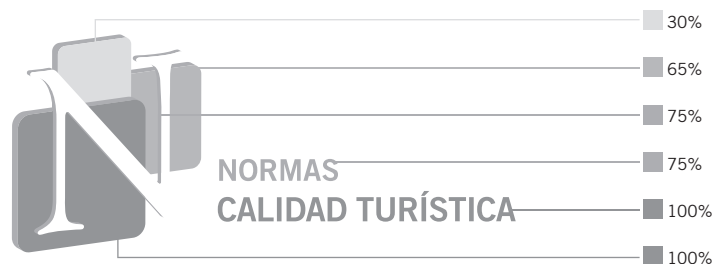 30%
65%
75%
NORMAS 75%
CALIDAD TURÍSTICA 100%
100%
N